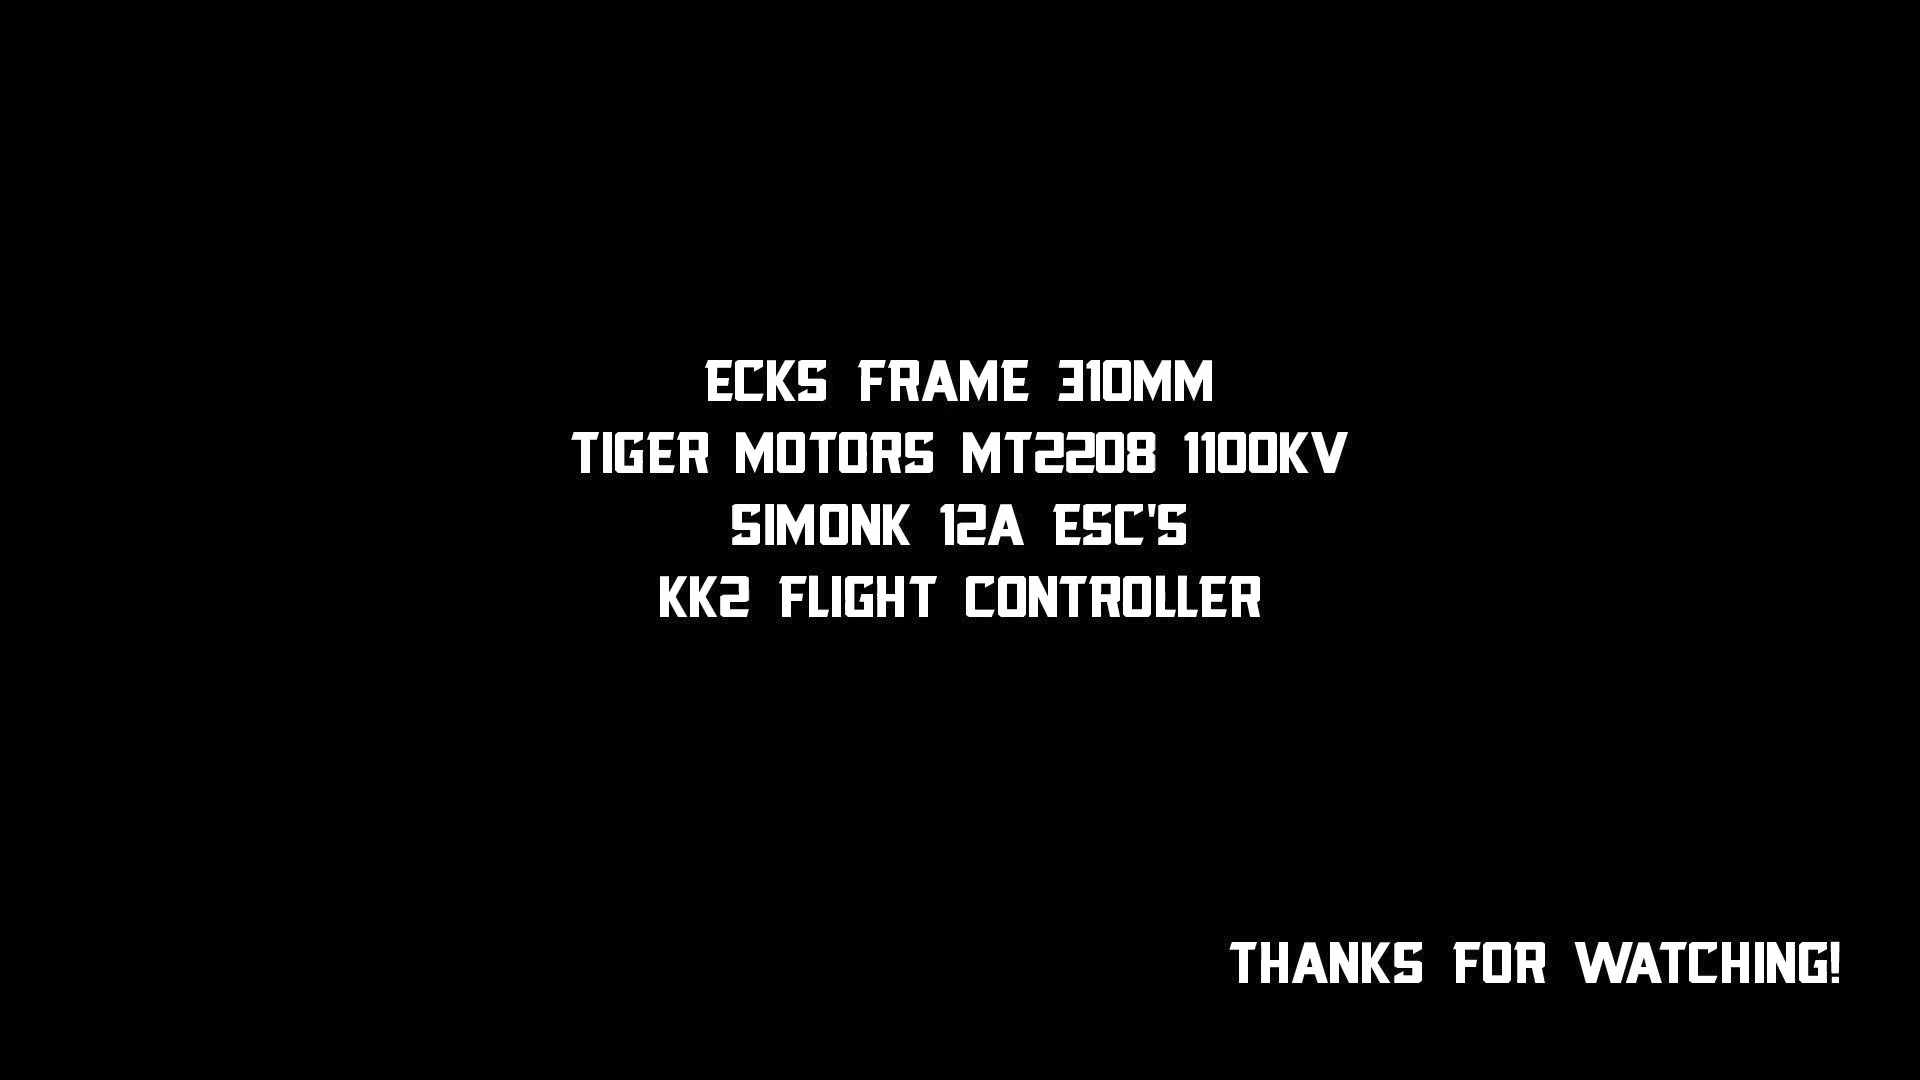 ECKS FRAME 310MM
TIGER MOTORS MT2208 1100KV
SIMONK 12A ESC'S
KK2 FLIGHT CONTROLLER
THANKS FOR WATCHING!